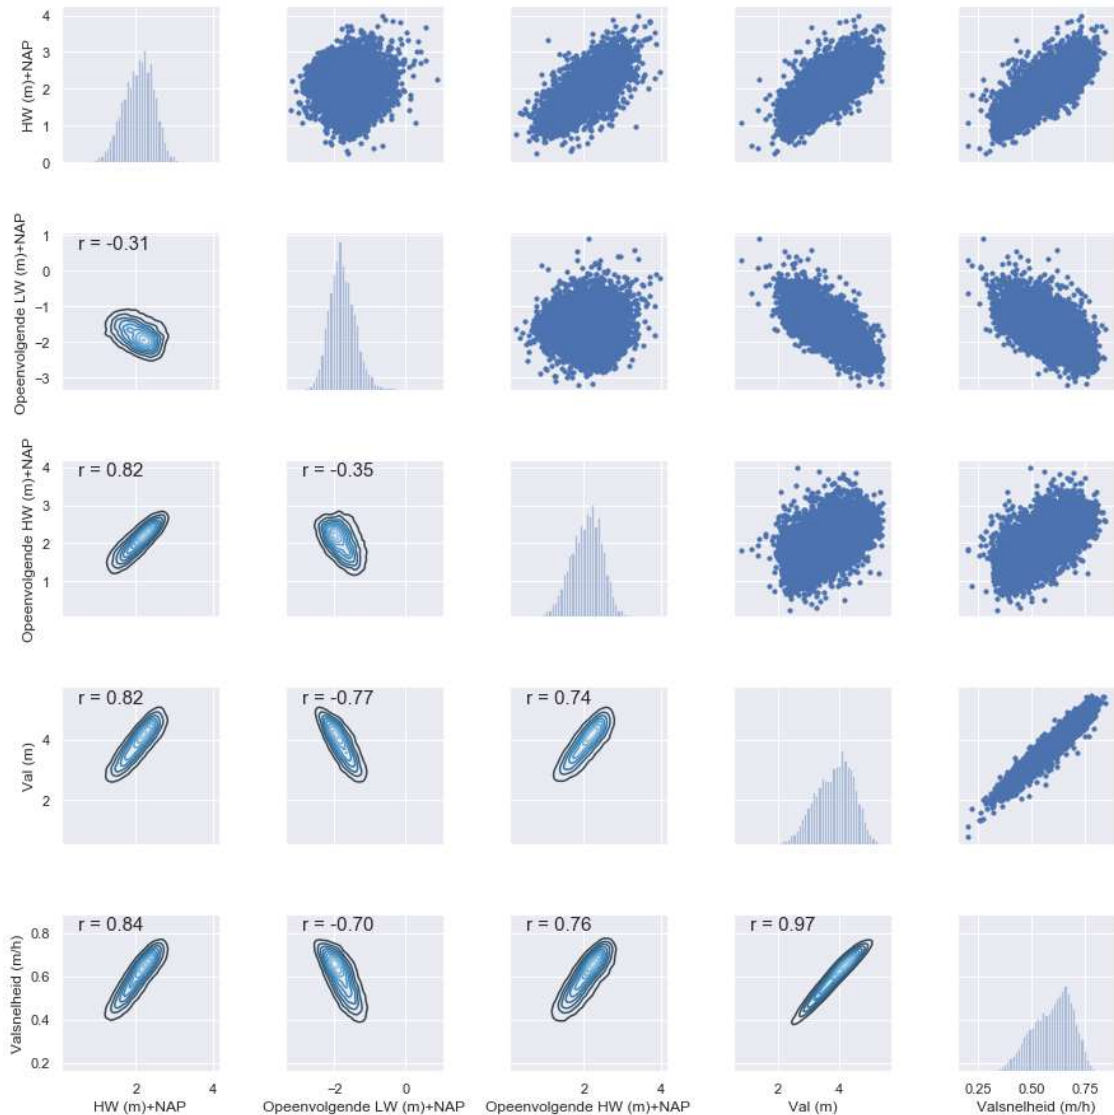 HW (m)+NAP
4
3
2
1
0
Opeenvolgende LW (m)+NAP
1
0
−1
−2
−3
r = -0.31
Opeenvolgende HW (m)+NAP
4
3
2
1
r = 0.82
r = -0.35
Val (m)
4
2
r = 0.82
r = -0.77
r = 0.74
Valsnelheid (m/h)
0.8
0.6
0.4
0.2
r = 0.84
r = -0.70
r = 0.76
r = 0.97
2 4
−2 0
2 4
2 4
0.25 0.50 0.75
HW (m)+NAP
Opeenvolgende LW (m)+NAP
Opeenvolgende HW (m)+NAP
Val (m)
Valsnelheid (m/h)